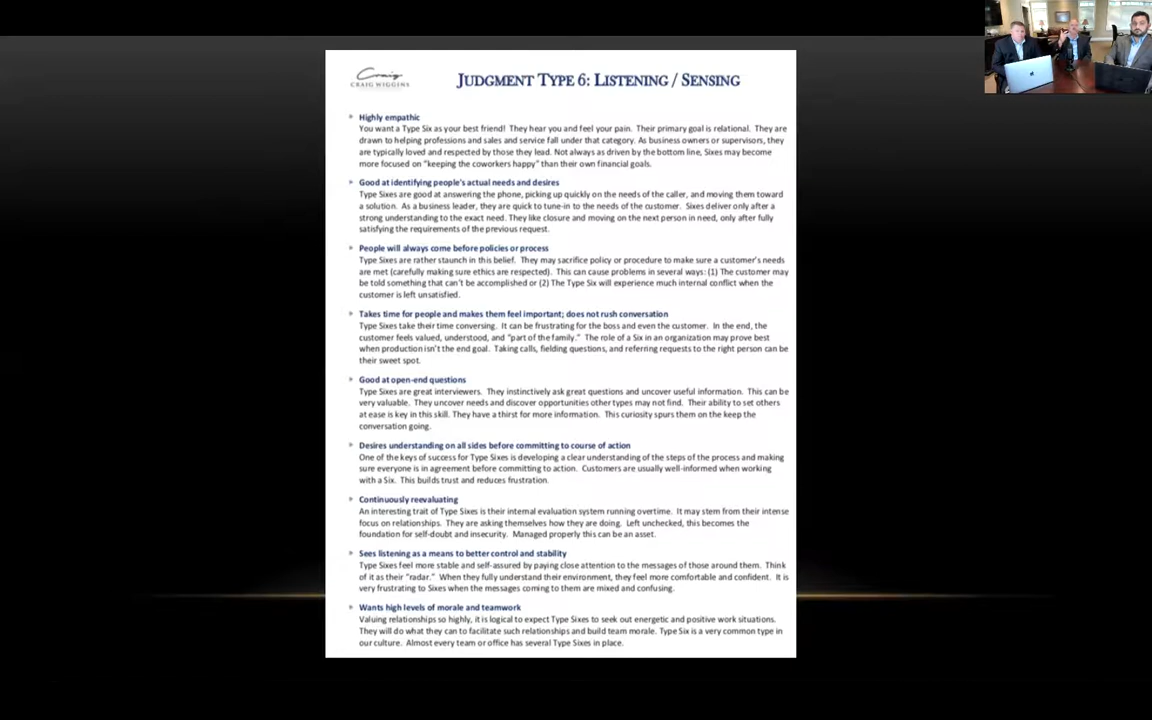 Craig
CRAIG WIGGINS
JUDGMENT TYPE 6: LISTENING / SENSING
Highly empathic
You want a Type Six as your best friend! They hear you and feel your pain. Their primary goal is relational. They are
drawn to helping professions and sales and service fall under that category. As business owners or supervisors, they
are typically loved and respected by those they lead. Not always as driven by the bottom line, Sixes may become
more focused on "keeping the coworkers happy" than their own financial goals.
Good at identifying people's actual needs and desires
Type Sixes are good at answering the phone, picking up quickly on the needs of the caller, and moving them toward
a solution. As a business leader, they are quick to tune-in to the needs of the customer. Sixes deliver only after a
strong understanding to the exact need. They like closure and moving on the next person in need, only after fully
satisfying the requirements of the previous request.
People will always come before policies or process
Type Sixes are rather staunch in this belief. They may sacrifice policy or procedure to make sure a customer's needs
are met (carefully making sure ethics are respected). This can cause problems in several ways: (1) The customer may
be told something that can't be accomplished or (2) The Type Six will experience much internal conflict when the
customer is left unsatisfied.
Takes time for people and makes them feel important; does not rush conversation
Type Sixes take their time conversing. It can be frustrating for the boss and even the customer. In the end, the
customer feels valued, understood, and "part of the family." The role of a Six in an organization may prove best
when production isn't the end goal. Taking calls, fielding questions, and referring requests to the right person can be
their sweet spot.
Good at open-end questions
Type Sixes are great interviewers. They instinctively ask great questions and uncover useful information. This can be
very valuable. They uncover needs and discover opportunities other types may not find. Their ability to set others
at ease is key in this skill. They have a thirst for more information. This curiosity spurs them on the keep the
conversation going.
Desires understanding on all sides before committing to course of action
One of the keys of success for Type Sixes is developing a clear understanding of the steps of the process and making
sure everyone is in agreement before committing to action. Customers are usually well-informed when working
with a Six. This builds trust and reduces frustration.
Continuously reevaluating
An interesting trait of Type Sixes is their internal evaluation system running overtime. It may stem from their intense
focus on relationships. They are asking themselves how they are doing. Left unchecked, this becomes the
foundation for self-doubt and insecurity. Managed properly this can be an asset.
Sees listening as a means to better control and stability
Type Sixes feel more stable and self-assured by paying close attention to the messages of those around them. Think
of it as their "radar." When they fully understand their environment, they feel more comfortable and confident. It is
very frustrating to Sixes when the messages coming to them are mixed and confusing.
Wants high levels of morale and teamwork
Valuing relationships so highly, it is logical to expect Type Sixes to seek out energetic and positive work situations.
They will do what they can to facilitate such relationships and build team morale. Type Six is a very common type in
our culture. Almost every team or office has several Type Sixes in place.